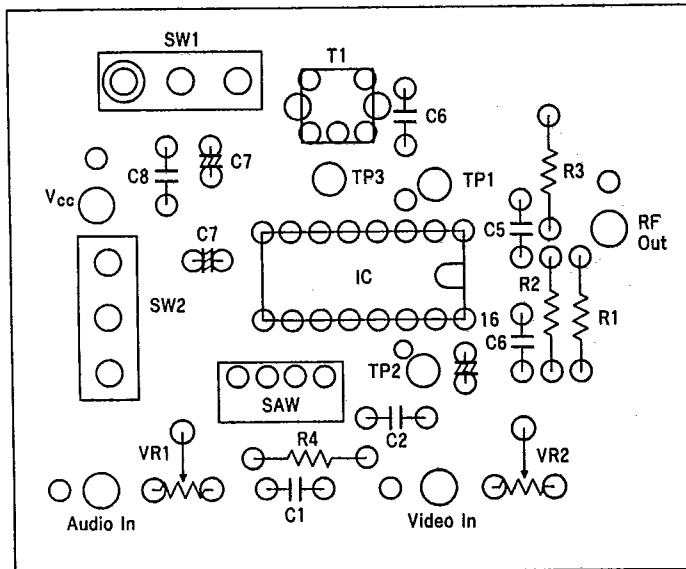 SW1
T1
C6
C7
C8
R3
TP3
TP1
Vcc
C5
RF
Out
C7
IC
R2
SW2
16
C6
R1
TP2
SAW
C2
R4
VR1
VR2
C1
Audio In
Video In